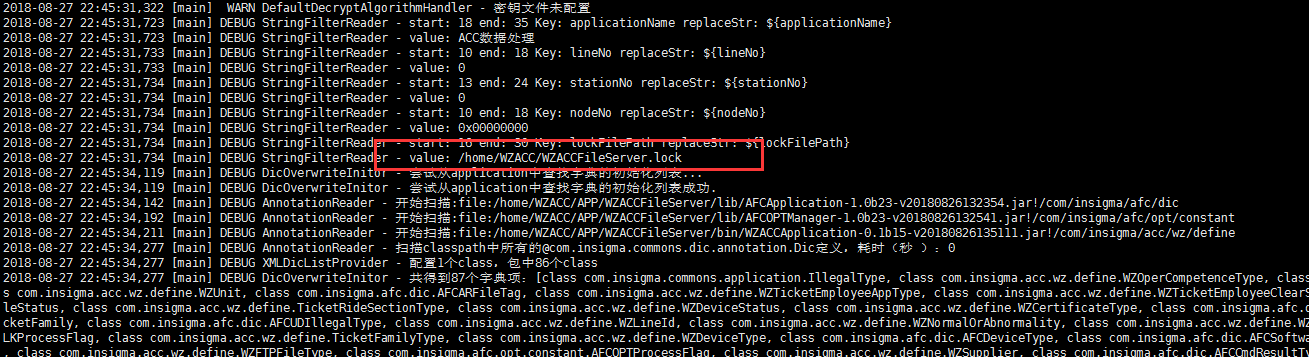 2018-08-27 22:45:31,322 [main]  WARN DefaultDecryptAlgorithmHandler - 密钥文件未配置
2018-08-27 22:45:31,723 [main] DEBUG StringFilterReader - start: 18 end: 35 Key: applicationName replaceStr: ${applicationName}
2018-08-27 22:45:31,723 [main] DEBUG StringFilterReader - value: ACC数据处理
2018-08-27 22:45:31,733 [main] DEBUG StringFilterReader - start: 10 end: 18 Key: lineNo replaceStr: ${lineNo}
2018-08-27 22:45:31,733 [main] DEBUG StringFilterReader - value: 0
2018-08-27 22:45:31,734 [main] DEBUG StringFilterReader - start: 13 end: 24 Key: stationNo replaceStr: ${stationNo}
2018-08-27 22:45:31,734 [main] DEBUG StringFilterReader - value: 0
2018-08-27 22:45:31,734 [main] DEBUG StringFilterReader - start: 10 end: 18 Key: nodeNo replaceStr: ${nodeNo}
2018-08-27 22:45:31,734 [main] DEBUG StringFilterReader - value: 0x00000000
2018-08-27 22:45:31,734 [main] DEBUG StringFilterReader - start: 16 end: 30 Key: lockFilePath replaceStr: ${lockFilePath}
2018-08-27 22:45:31,734 [main] DEBUG StringFilterReader - value: /home/WZACC/WZACCFileServer.lock
2018-08-27 22:45:34,119 [main] DEBUG DicOverwriteInitor - 尝试从application中查找字典的初始化列表...
2018-08-27 22:45:34,119 [main] DEBUG DicOverwriteInitor - 尝试从application中查找字典的初始化列表成功.
2018-08-27 22:45:34,142 [main] DEBUG AnnotationReader - 开始扫描:file:/home/WZACC/APP/WZACCFileServer/lib/AFCApplication-1.0b23-v20180826132354.jar!/com/insigma/afc/dic
2018-08-27 22:45:34,192 [main] DEBUG AnnotationReader - 开始扫描:file:/home/WZACC/APP/WZACCFileServer/lib/AFCOPTManager-1.0b23-v20180826132541.jar!/com/insigma/afc/opt/constant
2018-08-27 22:45:34,211 [main] DEBUG AnnotationReader - 开始扫描:file:/home/WZACC/APP/WZACCFileServer/bin/WZACCApplication-0.1b15-v20180826135111.jar!/com/insigma/acc/wz/define
2018-08-27 22:45:34,277 [main] DEBUG AnnotationReader - 扫描classpath中所有的@com.insigma.commons.dic.annotation.Dic定义，耗时（秒 ）：0
2018-08-27 22:45:34,277 [main] DEBUG XMLDicListProvider - 配置1个class，包中86个class
2018-08-27 22:45:34,277 [main] DEBUG DicOverwriteInitor - 共得到87个字典项：[class com.insigma.commons.application.IllegalType, class com.insigma.acc.wz.define.WZOperCompetenceType, clas
s com.insigma.acc.wz.define.WZUnit, class com.insigma.afc.dic.AFCARFileTag, class com.insigma.acc.wz.define.WZTicketEmployeeAppType, class com.insigma.acc.wz.define.WZTicketEmployeeClearS
leStatus, class com.insigma.acc.wz.define.TicketRideSectionType, class com.insigma.acc.wz.define.WZDeviceStatus, class com.insigma.acc.wz.define.WZCertificateType, class com.insigma.afc.
cketFamily, class com.insigma.afc.dic.AFCUDIllegalType, class com.insigma.acc.wz.define.WZLineId, class com.insigma.acc.wz.define.WZNormalOrAbnormality, class com.insigma.acc.wz.define.W
LKProcessFlag, class com.insigma.acc.wz.define.TicketFamilyType, class com.insigma.acc.wz.define.WZDeviceType, class com.insigma.afc.dic.AFCDeviceType, class com.insigma.afc.dic.AFCSoftw
, class com.insigma.acc.wz.define.WZFTPFileType, class com.insigma.afc.opt.constant.AFCOPTProcessFlag, class com.insigma.acc.wz.define.WZSupplier, class com.insigma.afc.dic.AFCCmdResultT